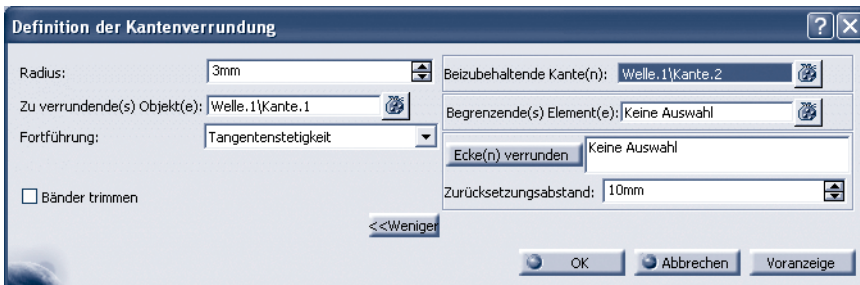 Definition der Kantenverrundung
Radius: 3mm
Zu verrundende(s) Objekt(e): Welle.1\Kante.1
Fortführung: Tangentenstetigkeit
Bänder trimmen
<<Weniger
Beizubehaltende Kante(n): Welle.1\Kante.2
Begrenzende(s) Element(e): Keine Auswahl
Ecke(n) verrunden Keine Auswahl
Zurücksetzungsabstand: 10mm
OK Abbrechen Voranzeige